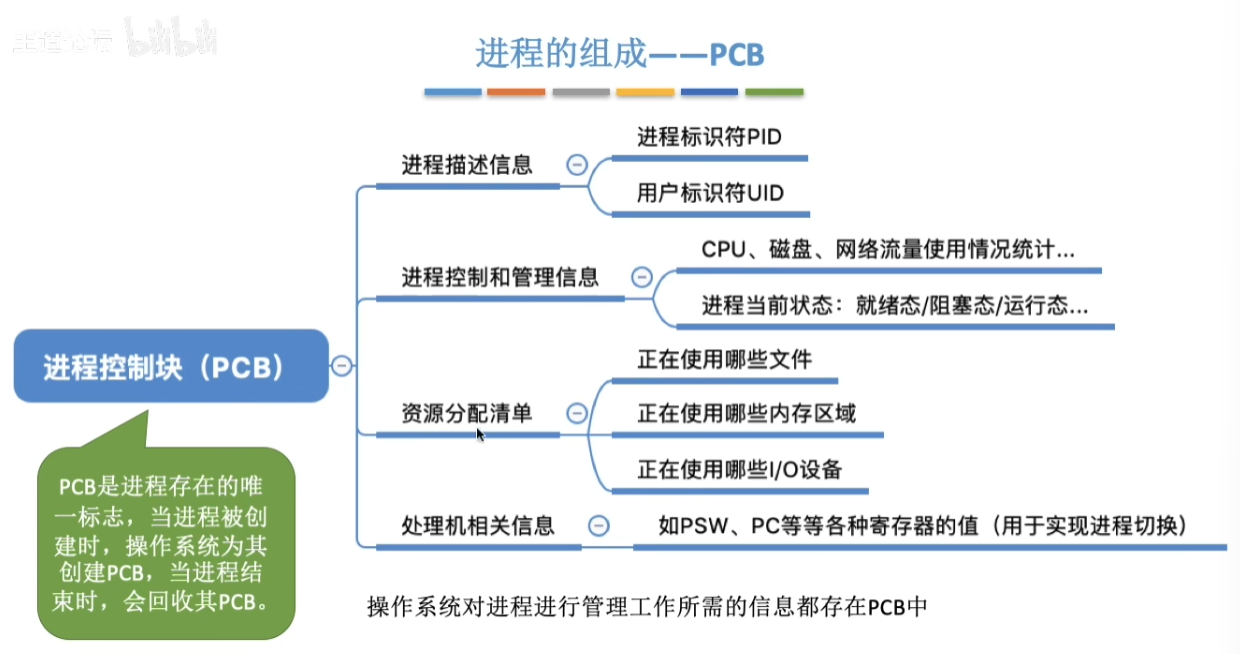 王道论坛 bilibili
进程的组成——PCB
进程描述信息
进程标识符PID
用户标识符UID
进程控制和管理信息
CPU、磁盘、网络流量使用情况统计...
进程当前状态：就绪态/阻塞态/运行态...
进程控制块（PCB）
资源分配清单
正在使用哪些文件
正在使用哪些内存区域
正在使用哪些I/O设备
处理机相关信息
如PSW、PC等等各种寄存器的值（用于实现进程切换）
PCB是进程存在的唯
一标志，当进程被创
建时，操作系统为其
创建PCB，当进程结
束时，会回收其PCB。
操作系统对进程进行管理工作所需的信息都存在PCB中